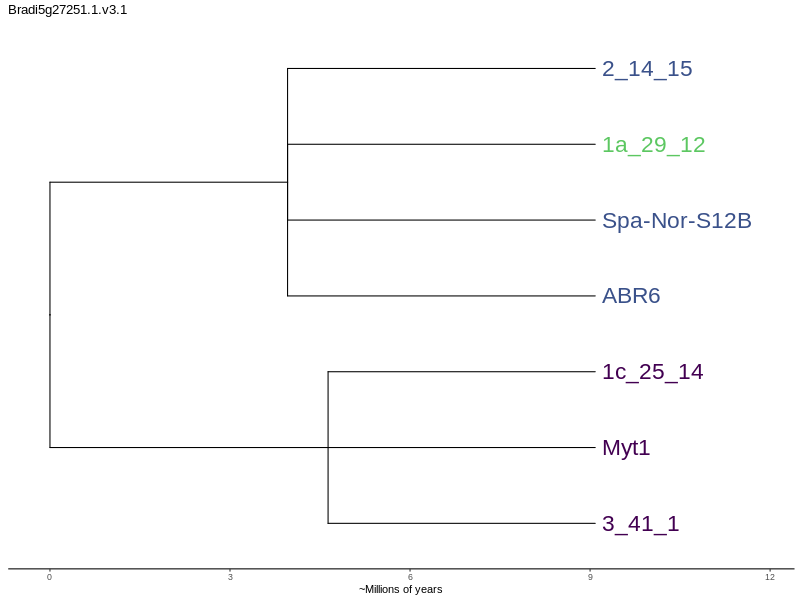 Bradi5g27251.1.v3.1
2_14_15
1a_29_12
Spa-Nor-S12B
ABR6
1c_25_14
Myt1
3_41_1
0 3 6 9 12
~Millions of years